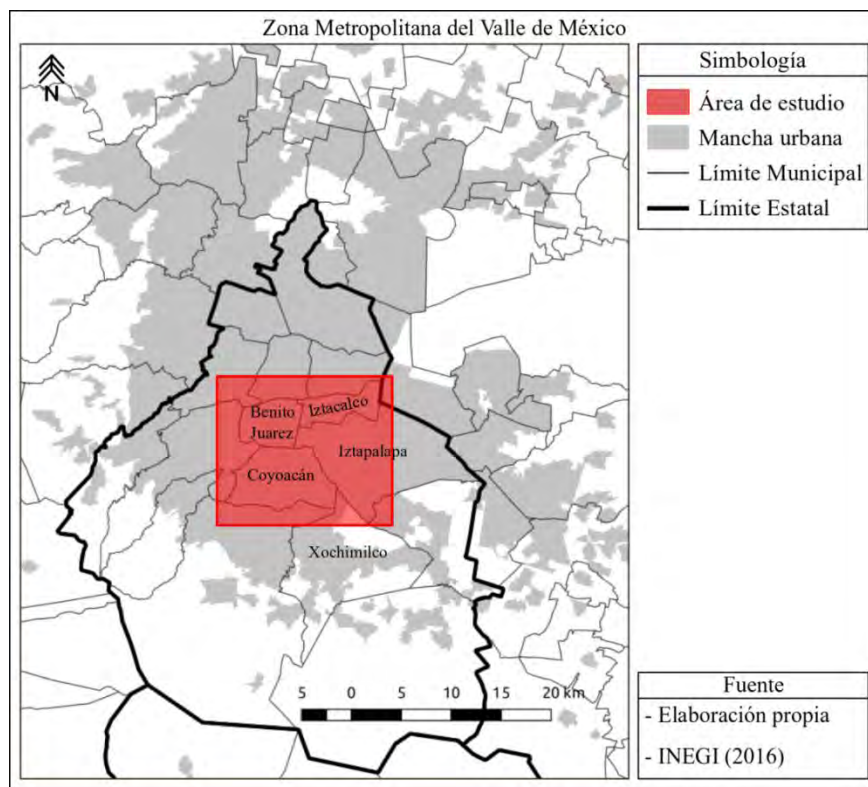 Zona Metropolitana del Valle de México
N
Benito
Juarez
Iztacalco
Iztapalapa
Coyoacán
Xochimilco
5 0 5 10 15 20 km
Simbología
Área de estudio
Mancha urbana
Límite Municipal
Límite Estatal
Fuente
- Elaboración propia
- INEGI (2016)